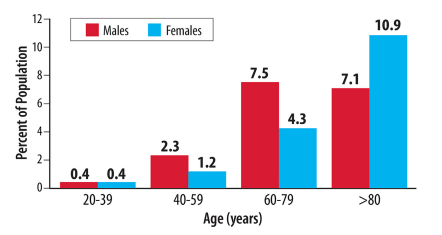 Percent of Population
12
10
8
6
4
2
0
Males Females
0.4 0.4
2.3 1.2
7.5 4.3
7.1 10.9
20-39 40-59 60-79 >80
Age (years)